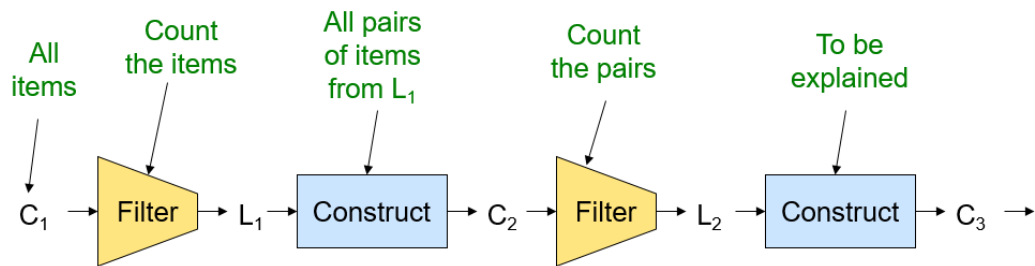 All
items
Count
the items
All pairs
of items
from L₁
Count
the pairs
To be
explained
C₁
Filter
L₁
Construct
C₂
Filter
L₂
Construct
C₃